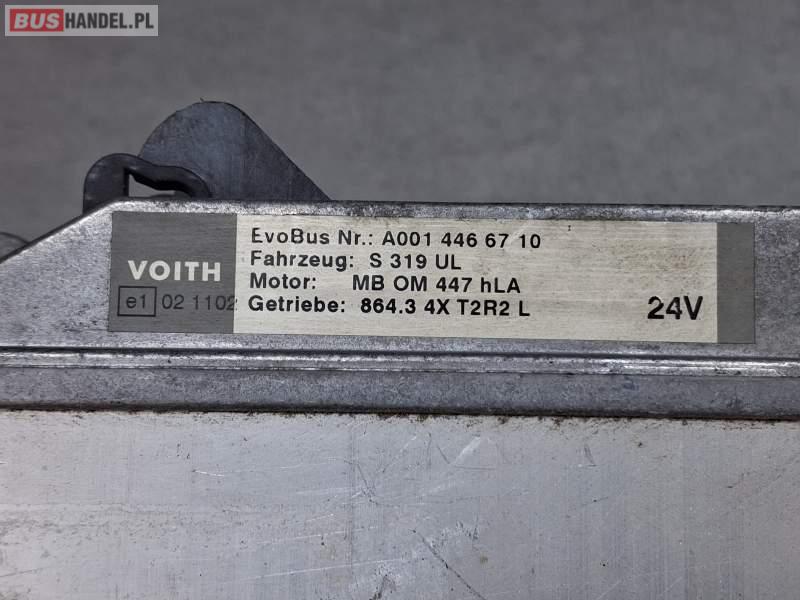 BUSHANDEL.PL
VOITH
e1 02 1102
EvoBus Nr.: A001 446 67 10
Fahrzeug: S 319 UL
Motor: MB OM 447 hLA
Getriebe: 864.3 4X T2R2 L
24V